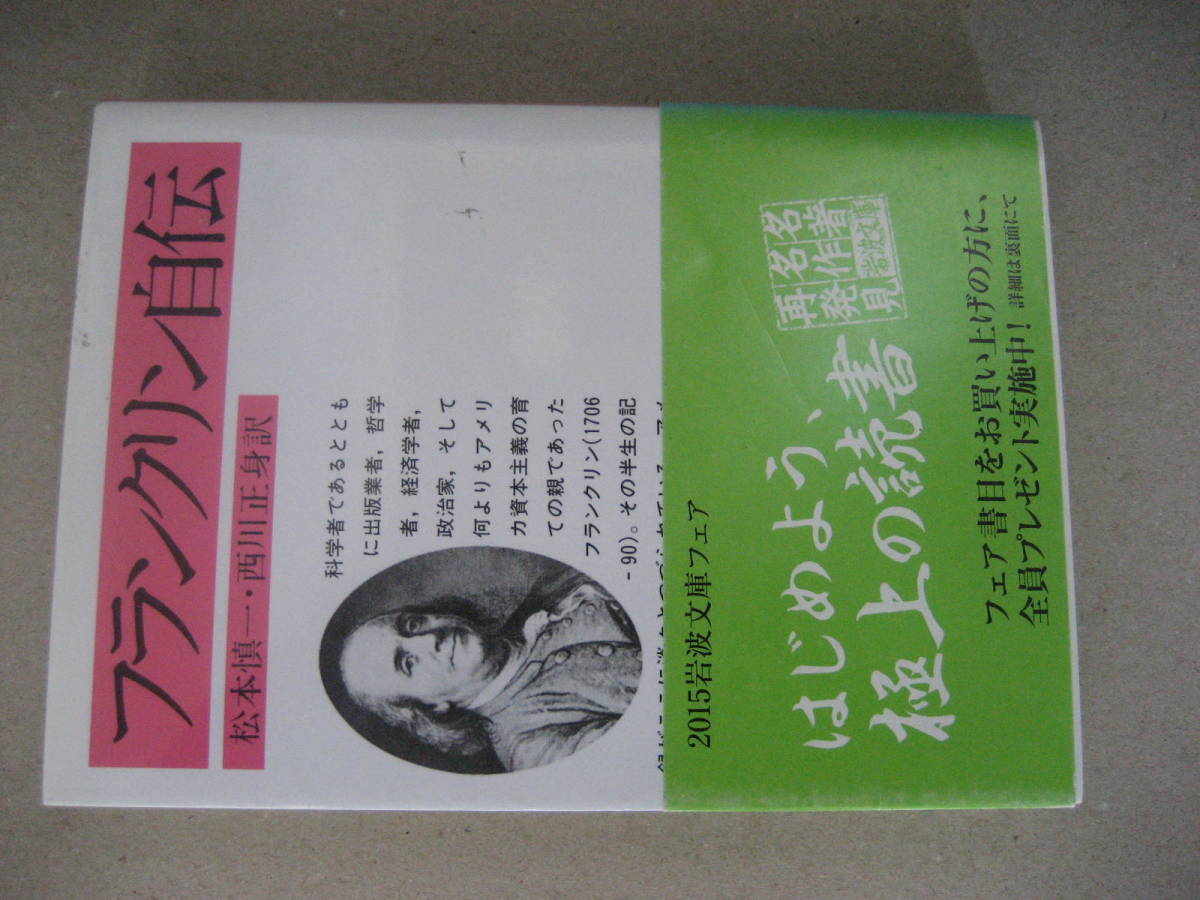 フランクリン自伝
松本慎一・西川正身訳
科学者であるととも
に出版業者，哲学
者，経済学者，
政治家，そして
何よりもアメリ
カ資本主義の育
ての親であった
フランクリン(1706
-90)。その半生の記
2015岩波文庫フェア
はじめよう、
極上の読書
名著
名作
再発見
岩波文庫
フェア書目をお買い上げの方に、
全員プレゼント実施中！ 詳細は裏面にて